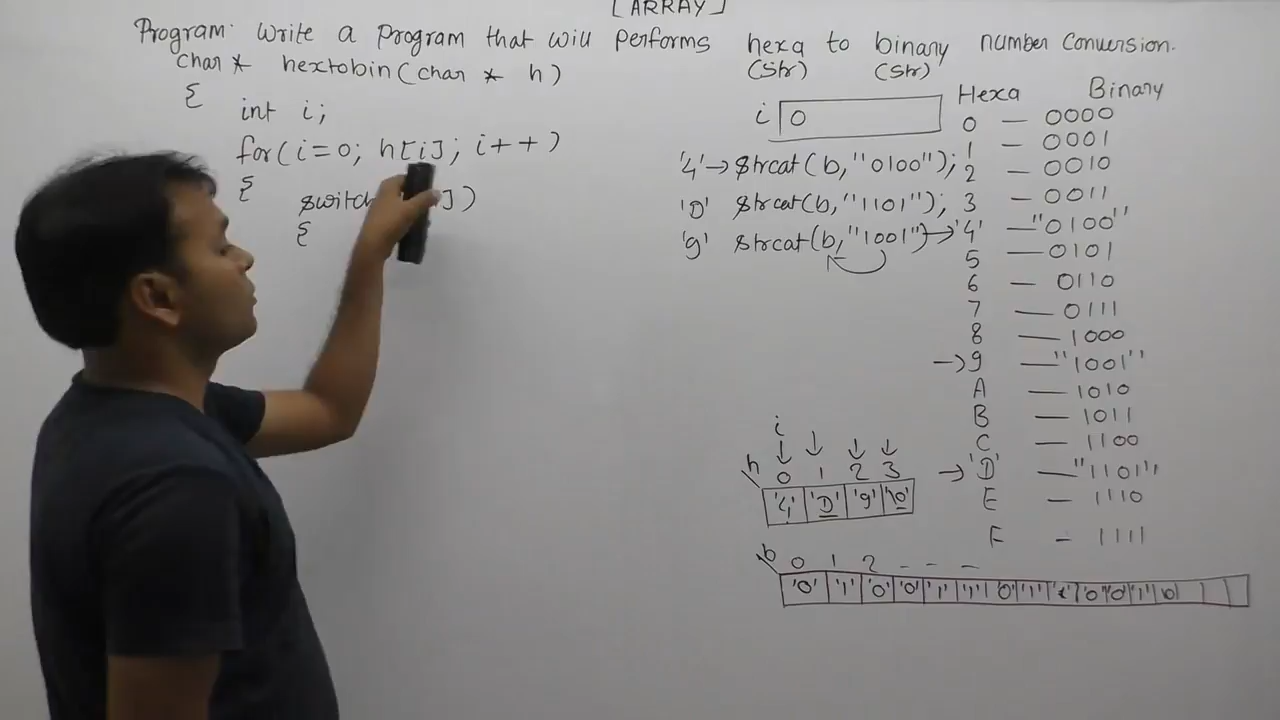 [ARRAY]
Program: Write a program that will performs hexa to binary number conversion.
(str) (str)
char * hextobin(char * h)
{
int i;
for(i=0; h[i]; i++)
{
switch ])
{
i 0
'4'→strcat(b,"0100");
'D' strcat(b,"1101");
'9' strcat(b,"1001")→
Hexa Binary
0 — 0000
1 — 0001
2 — 0010
3 — 0011
'4' — "0100"
5 — 0101
6 — 0110
7 — 0111
8 — 1000
→9 — "1001"
A — 1010
B — 1011
C — 1100
→'D' — "1101"
E — 1110
F — 1111
i
h 0 1 2 3
'4' 'D' '9' '\0'
b 0 1 2 - - -
'0' '1' '0' '0' '1' '1' '0' '1' '1' '0' '0' '1' \0